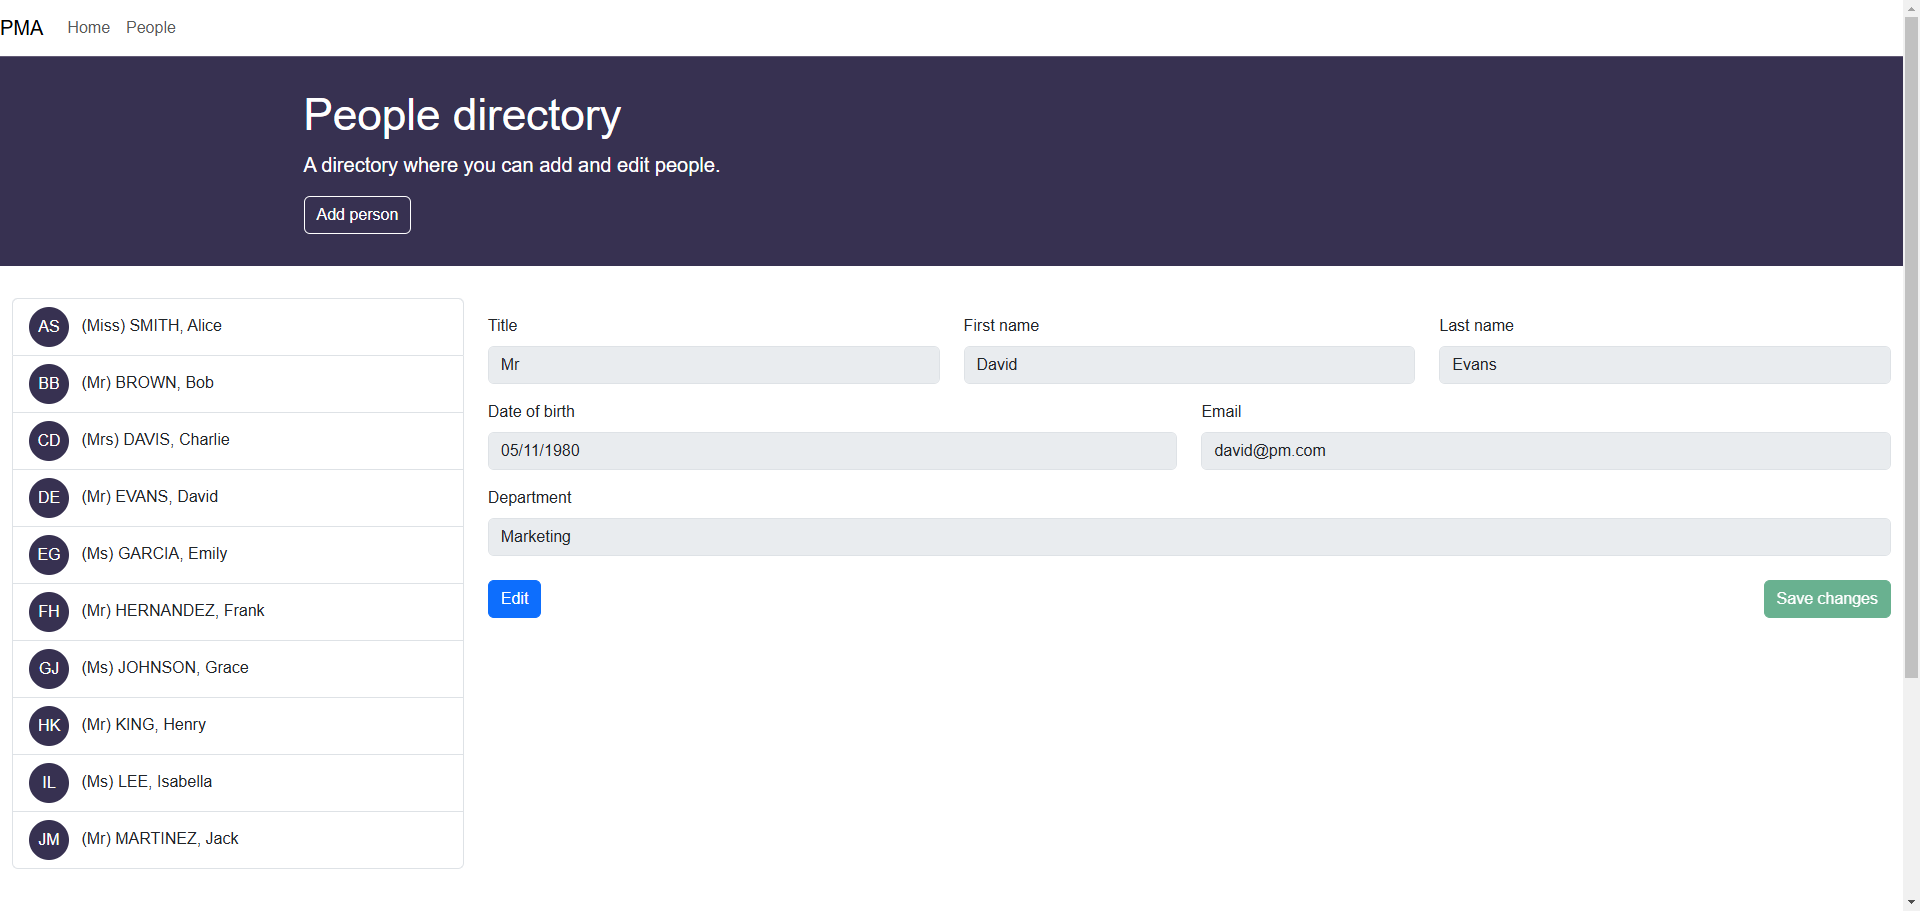 PMA Home People
People directory
A directory where you can add and edit people.
Add person
AS (Miss) SMITH, Alice
BB (Mr) BROWN, Bob
CD (Mrs) DAVIS, Charlie
DE (Mr) EVANS, David
EG (Ms) GARCIA, Emily
FH (Mr) HERNANDEZ, Frank
GJ (Ms) JOHNSON, Grace
HK (Mr) KING, Henry
IL (Ms) LEE, Isabella
JM (Mr) MARTINEZ, Jack
Title First name Last name
Mr David Evans
Date of birth Email
05/11/1980 david@pm.com
Department
Marketing
Edit Save changes